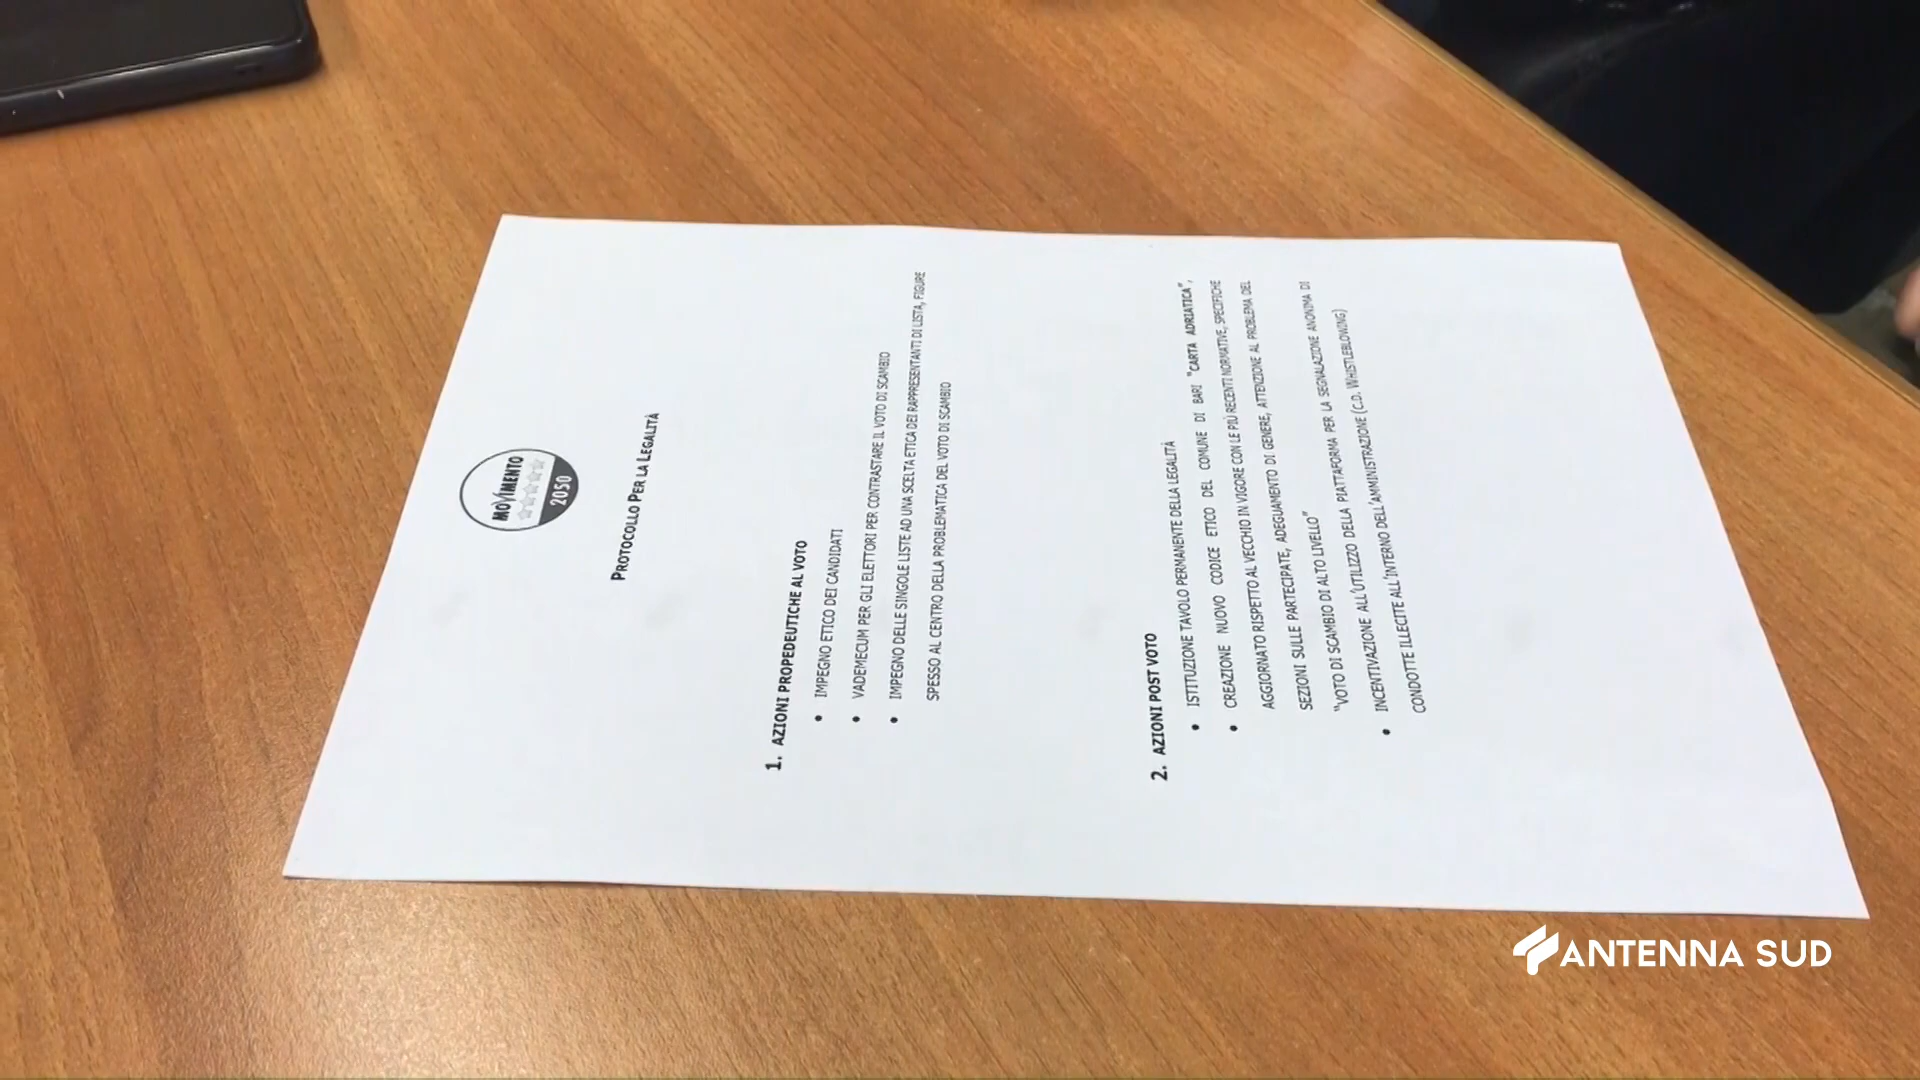 MOVIMENTO
2050
PROTOCOLLO PER LA LEGALITÀ
1. AZIONI PROPEDEUTICHE AL VOTO
• IMPEGNO ETICO DEI CANDIDATI
• VADEMECUM PER GLI ELETTORI PER CONTRASTARE IL VOTO DI SCAMBIO
• IMPEGNO DELLE SINGOLE LISTE AD UNA SCELTA ETICA DEI RAPPRESENTANTI DI LISTA, FIGURE
SPESSO AL CENTRO DELLA PROBLEMATICA DEL VOTO DI SCAMBIO
2. AZIONI POST VOTO
• ISTITUZIONE TAVOLO PERMANENTE DELLA LEGALITÀ
• CREAZIONE NUOVO CODICE ETICO DEL COMUNE DI BARI "CARTA ADRIATICA",
AGGIORNATO RISPETTO AL VECCHIO IN VIGORE CON LE PIÙ RECENTI NORMATIVE, SPECIFICHE
SEZIONI SULLE PARTECIPATE, ADEGUAMENTO DI GENERE, ATTENZIONE AL PROBLEMA DEL
"VOTO DI SCAMBIO DI ALTO LIVELLO"
• INCENTIVAZIONE ALL'UTILIZZO DELLA PIATTAFORMA PER LA SEGNALAZIONE ANONIMA DI
CONDOTTE ILLECITE ALL'INTERNO DELL'AMMINISTRAZIONE (C.D. WHISTLEBLOWING)
ANTENNA SUD